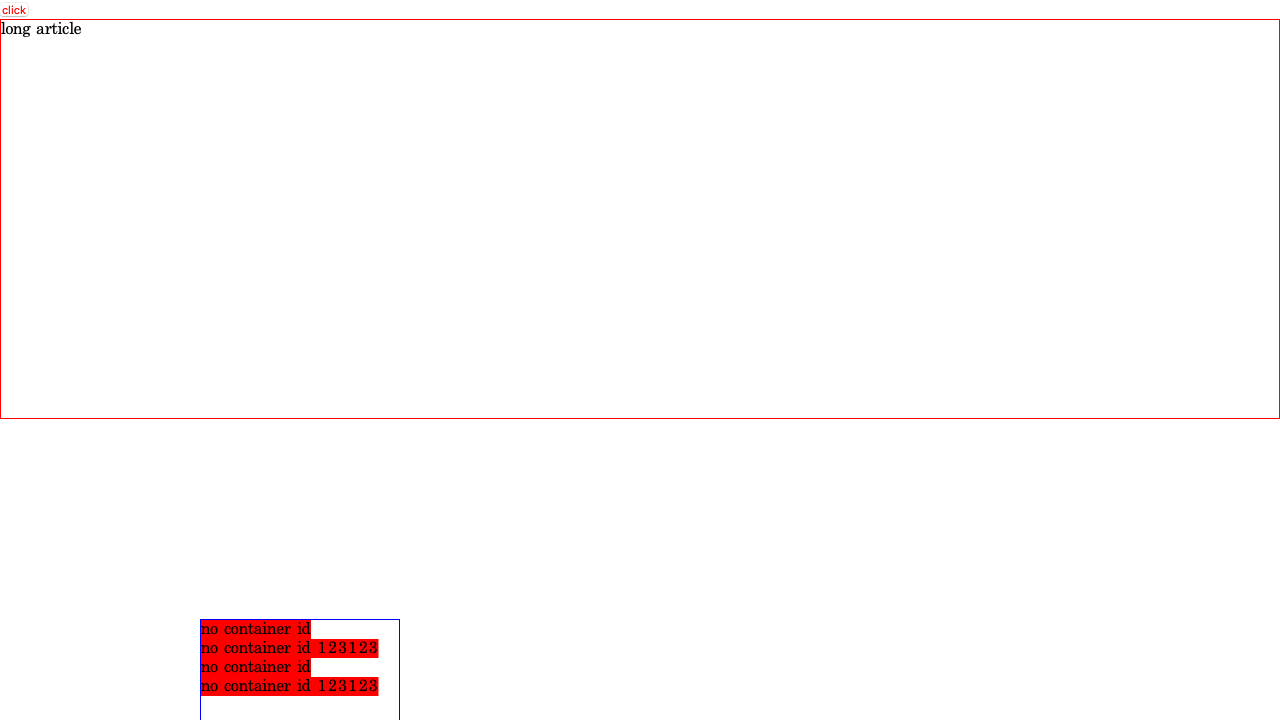 click
long article
no container id
no container id 123123
no container id
no container id 123123